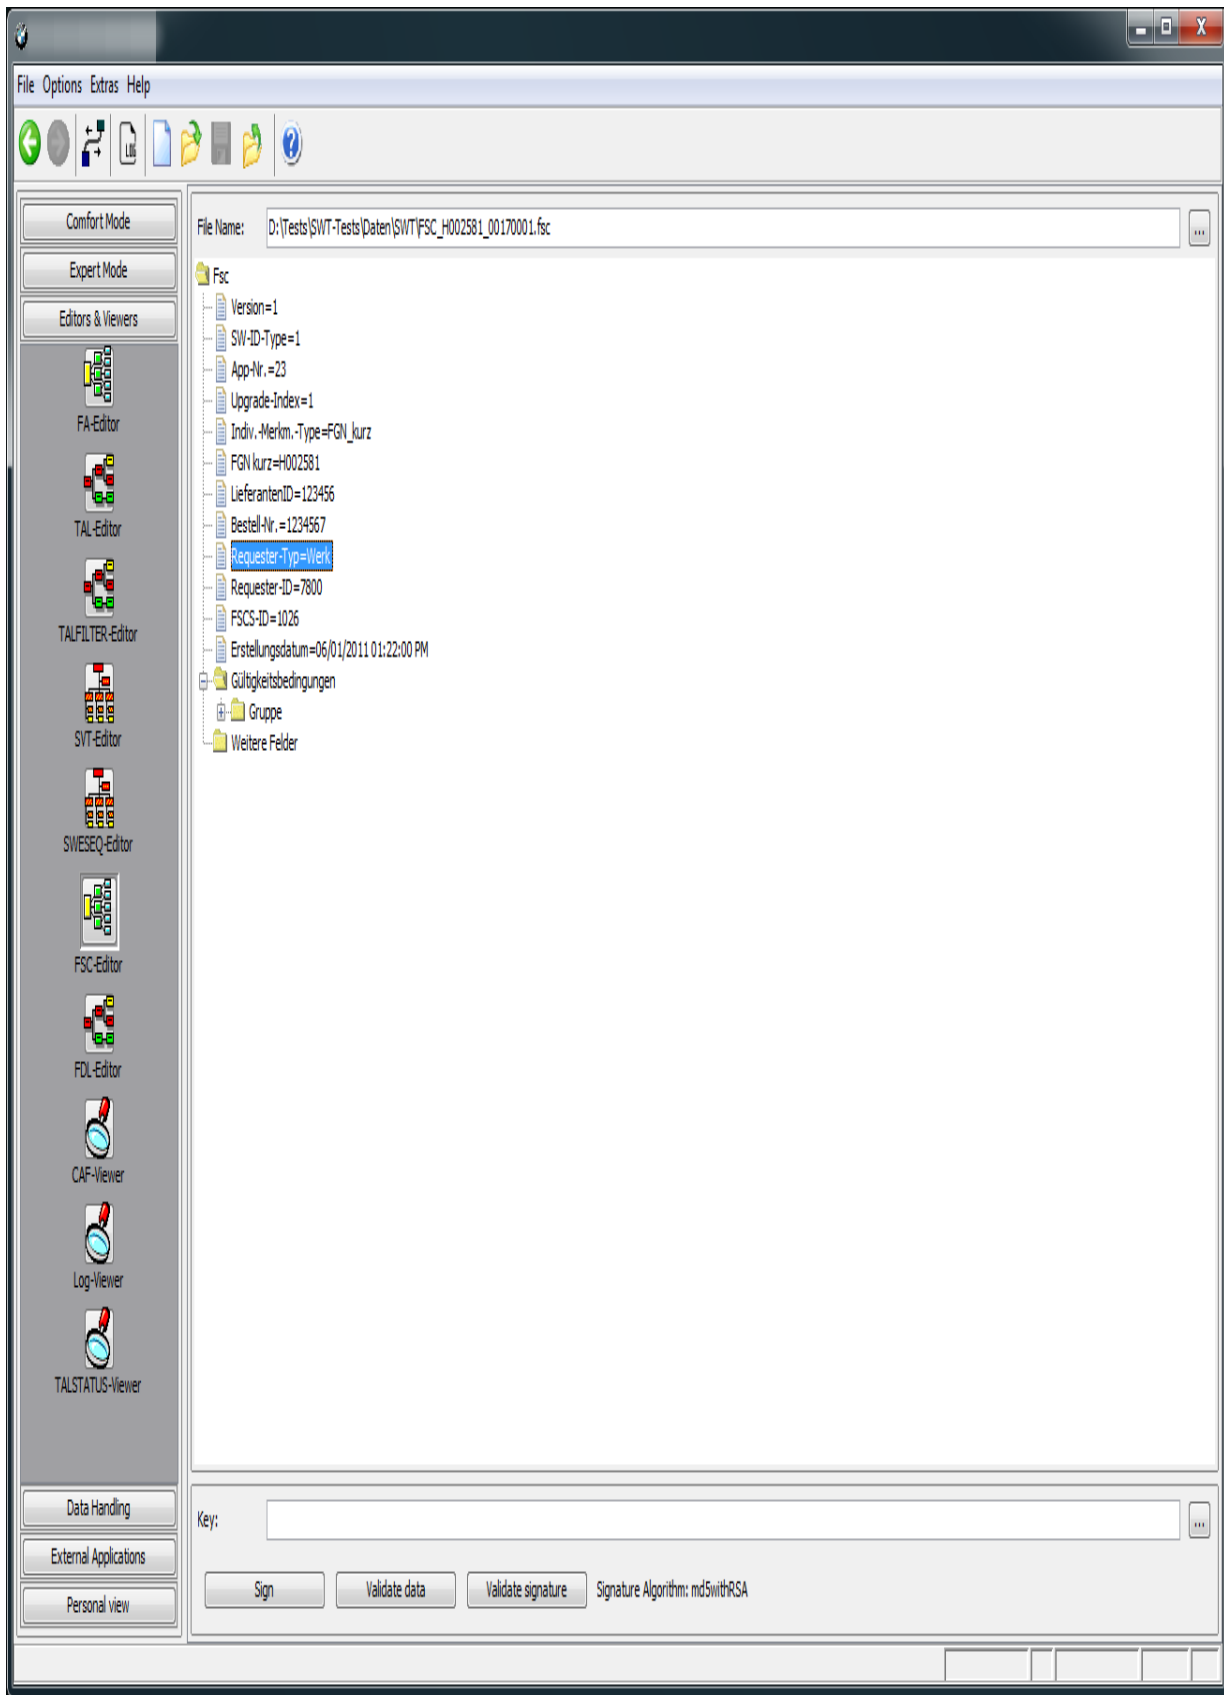 File Options Extras Help
LOG
Comfort Mode
Expert Mode
Editors & Viewers
FA-Editor
TAL-Editor
TALFILTER-Editor
SVT-Editor
SWESEQ-Editor
FSC-Editor
FDL-Editor
CAF-Viewer
Log-Viewer
TALSTATUS-Viewer
Data Handling
External Applications
Personal view
File Name: D:\Tests\SWT-Tests\Daten\SWT\FSC_H002581_00170001.fsc ...
Fsc
Version=1
SW-ID-Type=1
App-Nr.=23
Upgrade-Index=1
Indiv.-Merkm.-Type=FGN_kurz
FGN kurz=H002581
LieferantenID=123456
Bestell-Nr.=1234567
Requester-Typ=Werk
Requester-ID=7800
FSCS-ID=1026
Erstellungsdatum=06/01/2011 01:22:00 PM
Gültigkeitsbedingungen
Gruppe
Weitere Felder
Key: ...
Sign Validate data Validate signature Signature Algorithm: md5withRSA